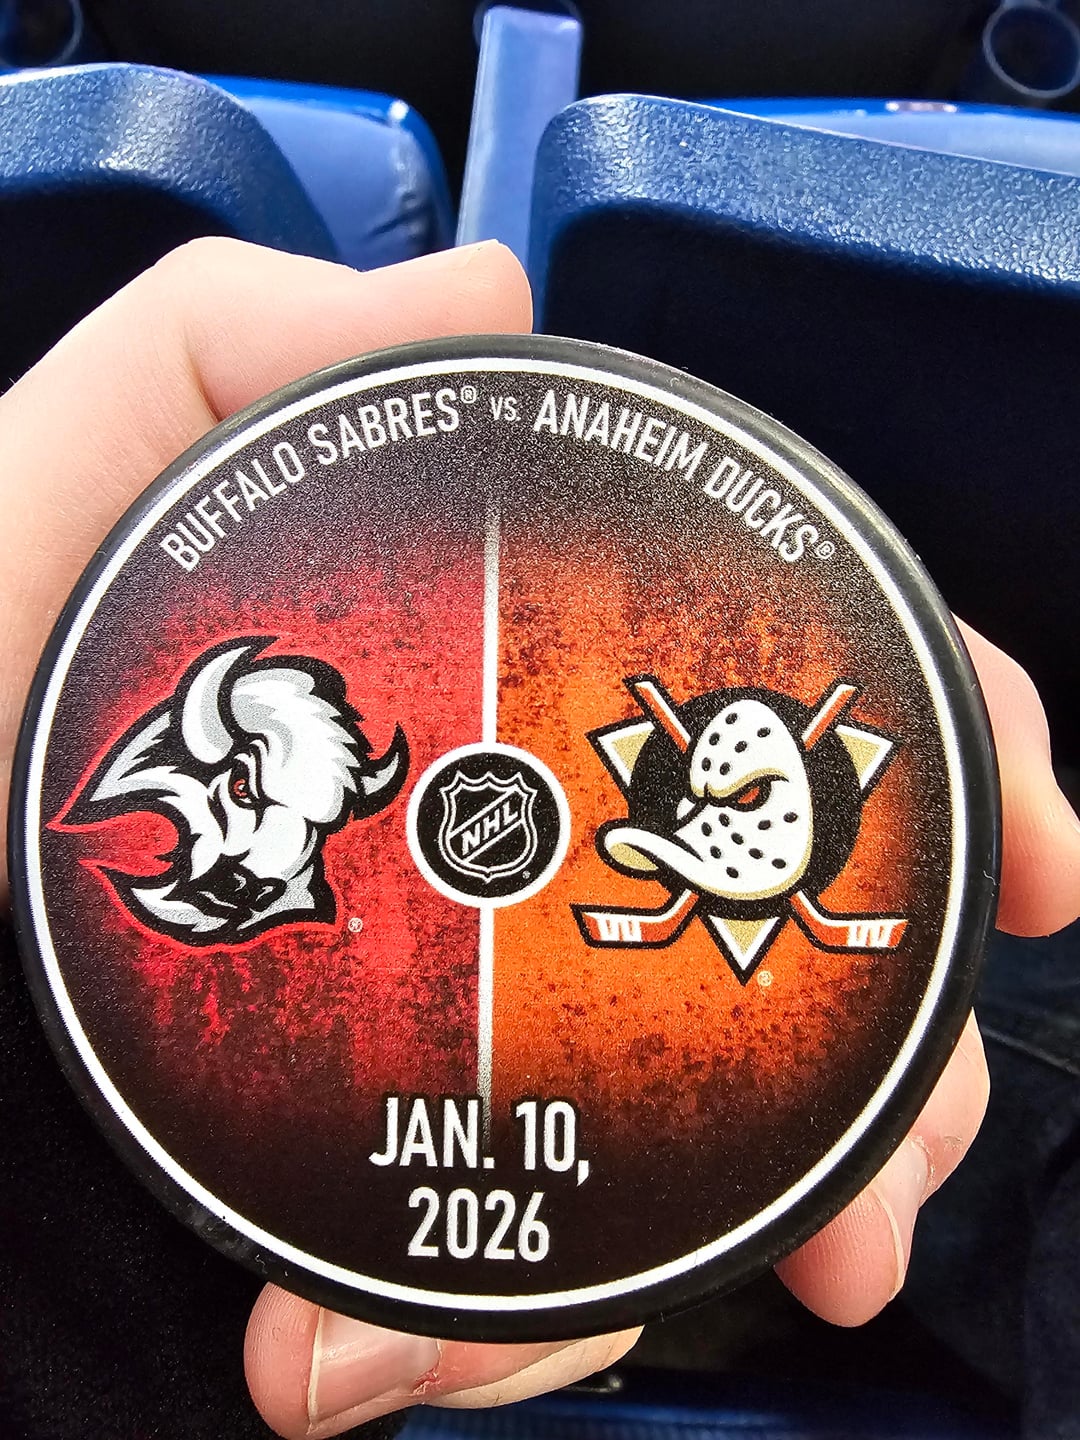 BUFFALO SABRES® VS. ANAHEIM DUCKS®
NHL
JAN. 10,
2026